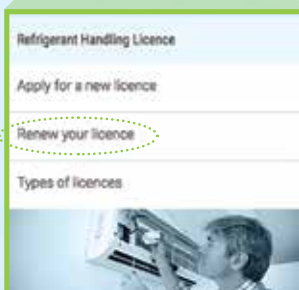 Refrigerant Handling Licence
Apply for a new licence
Renew your licence
Types of licences